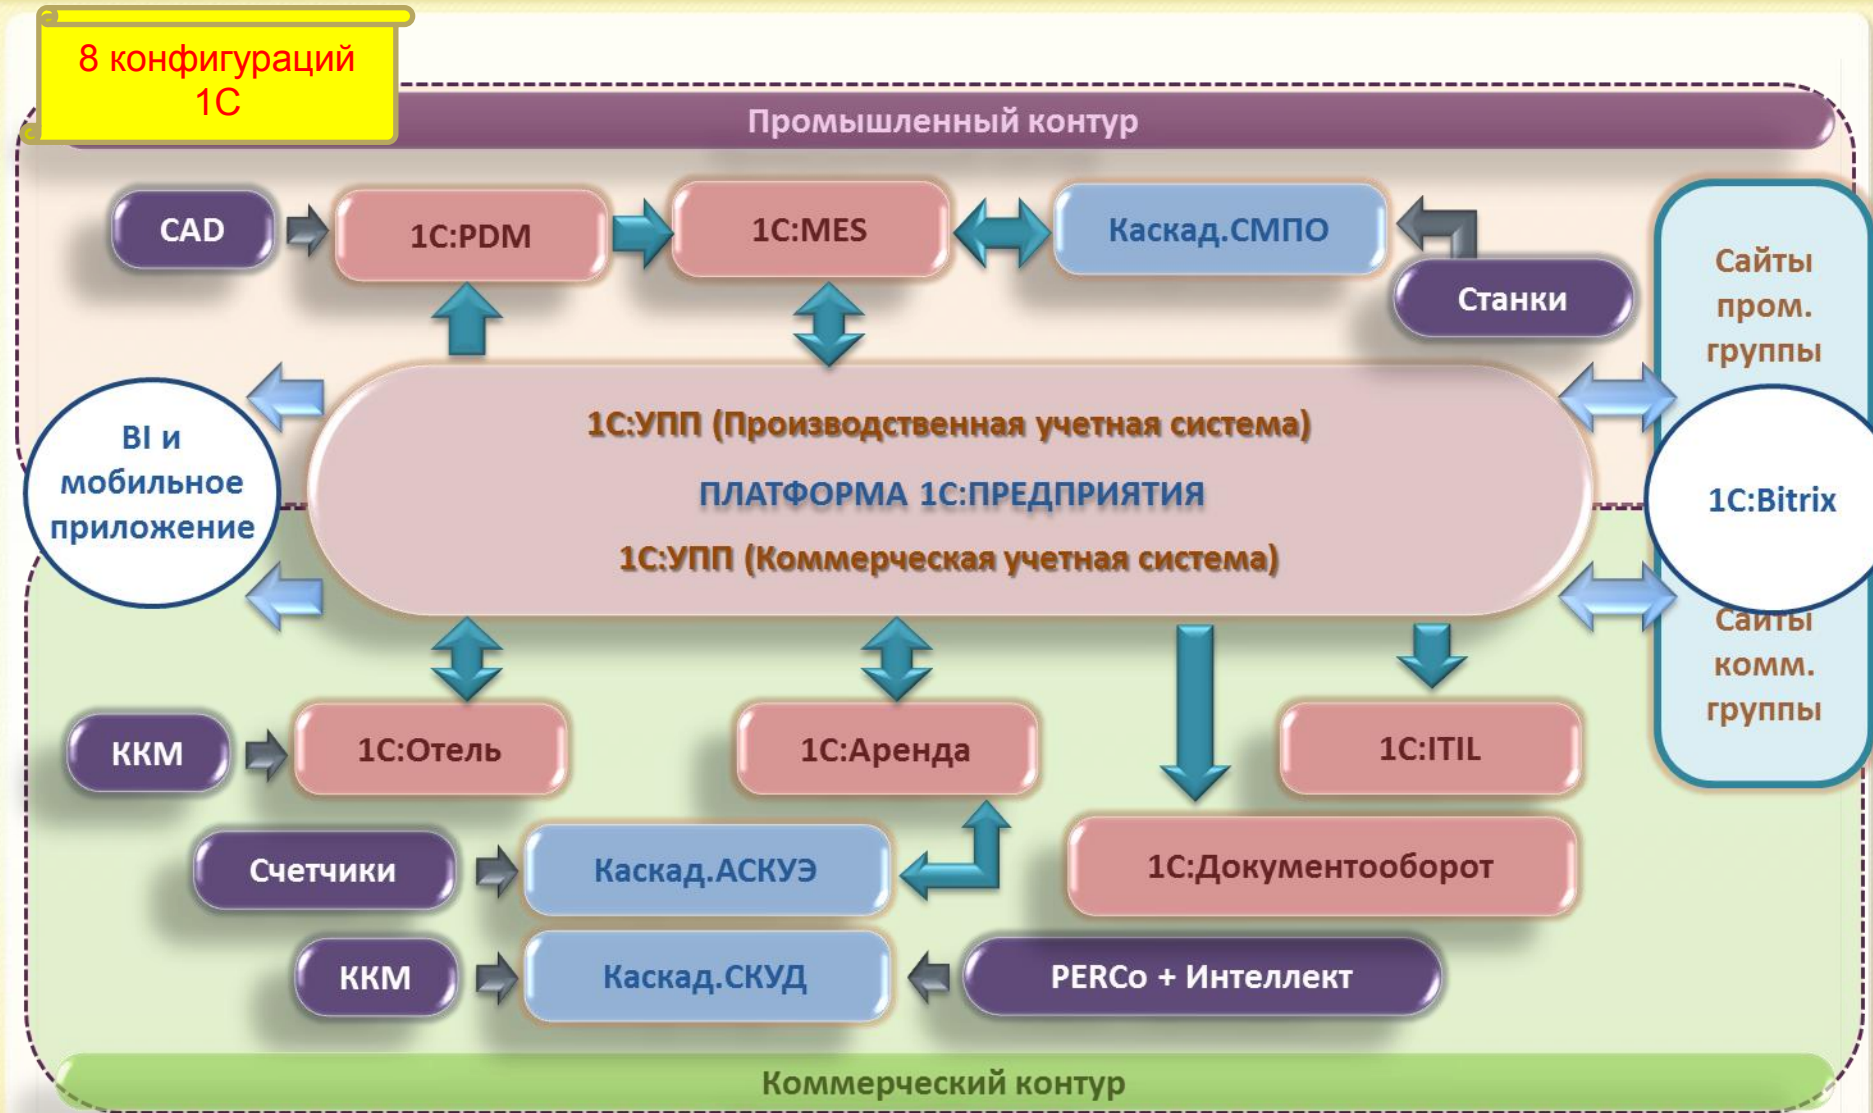 8 конфигураций
1С
Промышленный контур
CAD
1С:PDM
1С:MES
Каскад.СМПО
Станки
Сайты
пром.
группы
BI и
мобильное
приложение
1С:УПП (Производственная учетная система)
ПЛАТФОРМА 1С:ПРЕДПРИЯТИЯ
1С:УПП (Коммерческая учетная система)
1С:Bitrix
Сайты
комм.
группы
ККМ
1С:Отель
1С:Аренда
1С:ITIL
Счетчики
Каскад.АСКУЭ
1С:Документооборот
ККМ
Каскад.СКУД
PERCo + Интеллект
Коммерческий контур